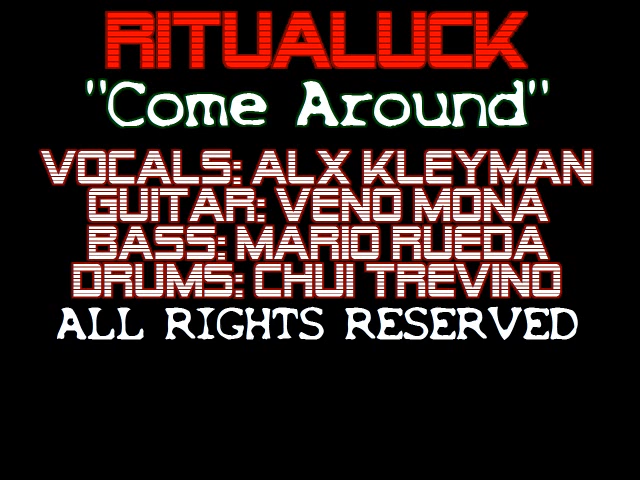 RITUALUCK
"Come Around"
VOCALS: ALX KLEYMAN
GUITAR: VENO MONA
BASS: MARIO RUEDA
DRUMS: CHUI TREVINO
ALL RIGHTS RESERVED